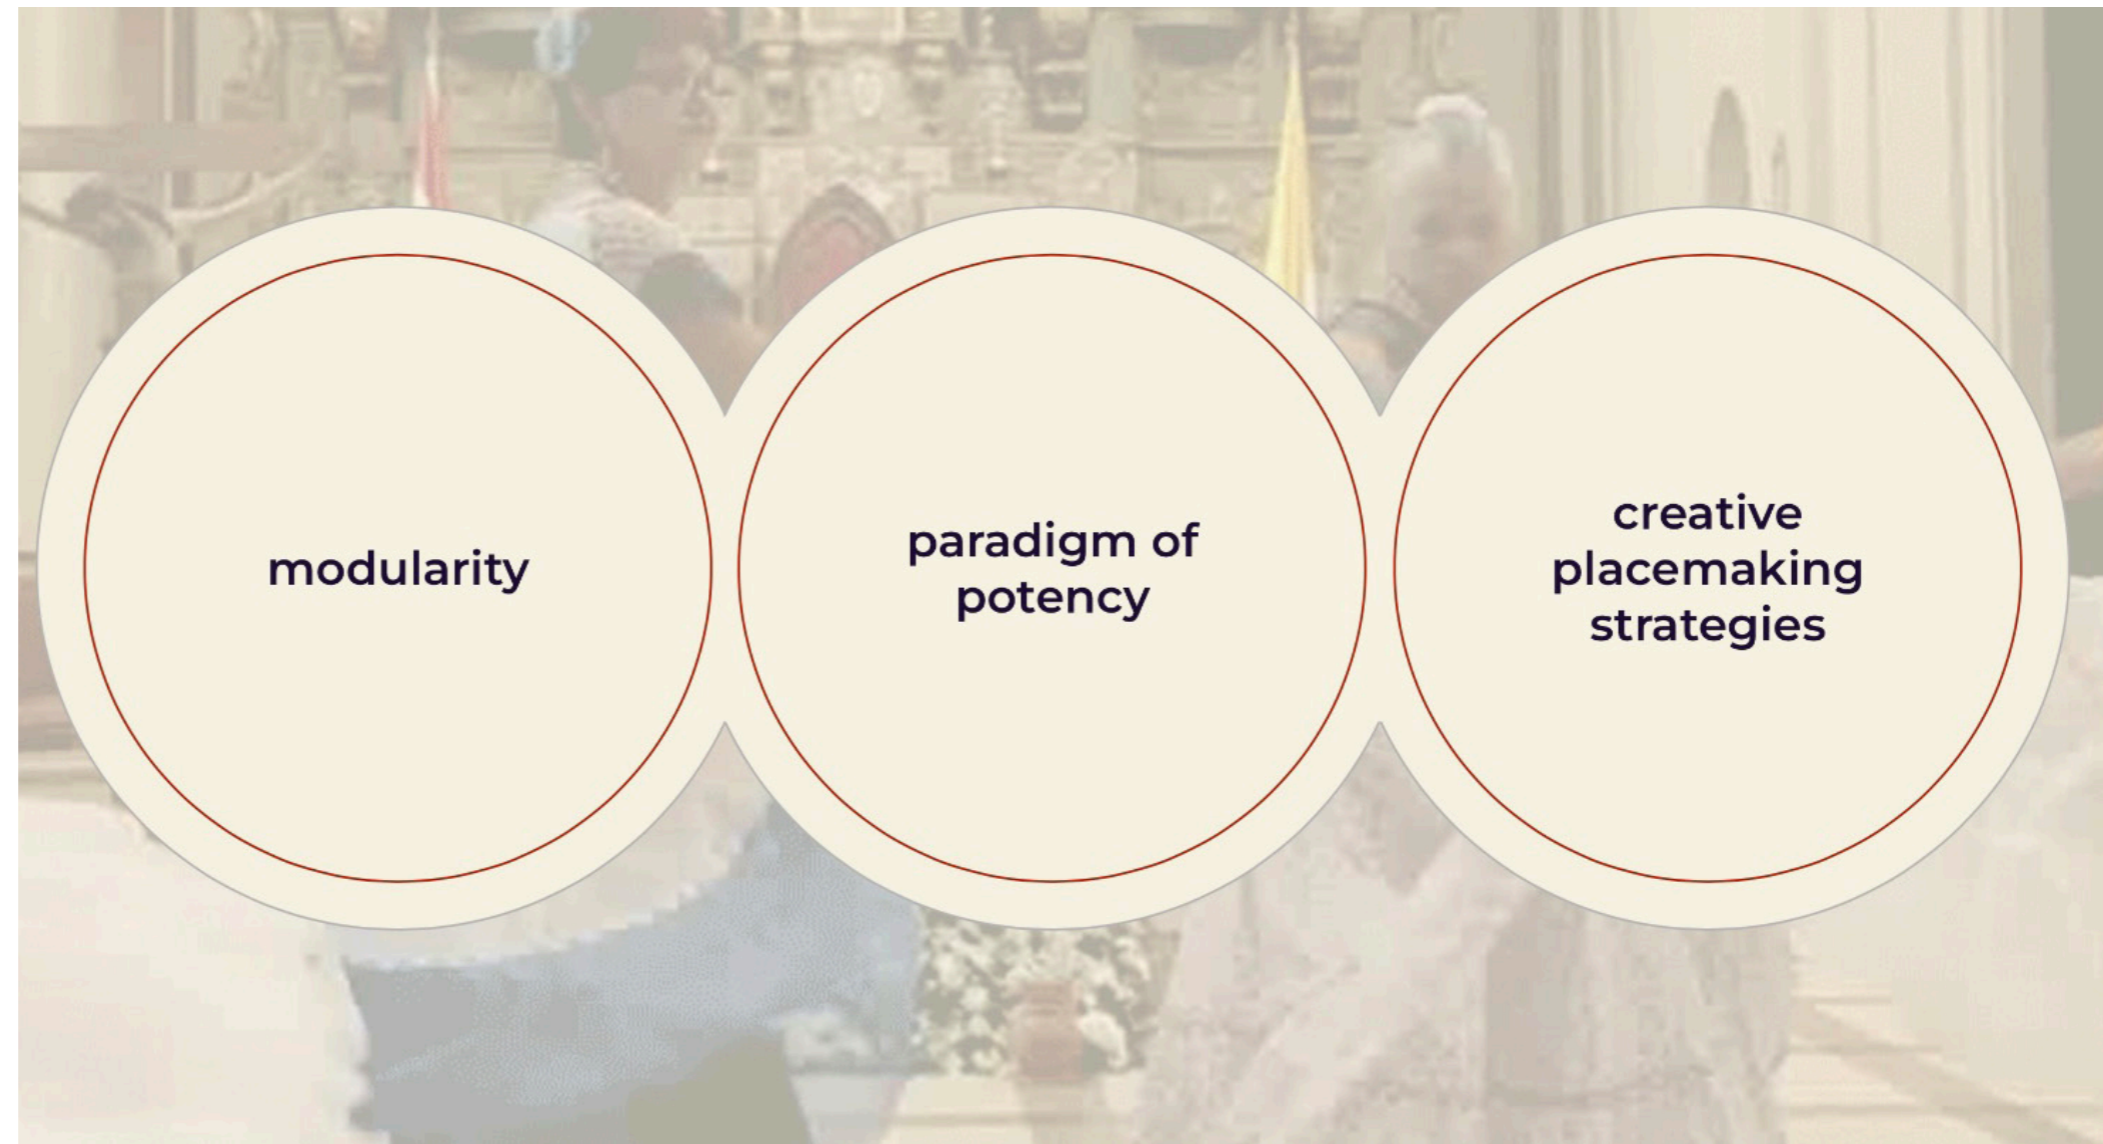 modularity
paradigm of
potency
creative
placemaking
strategies